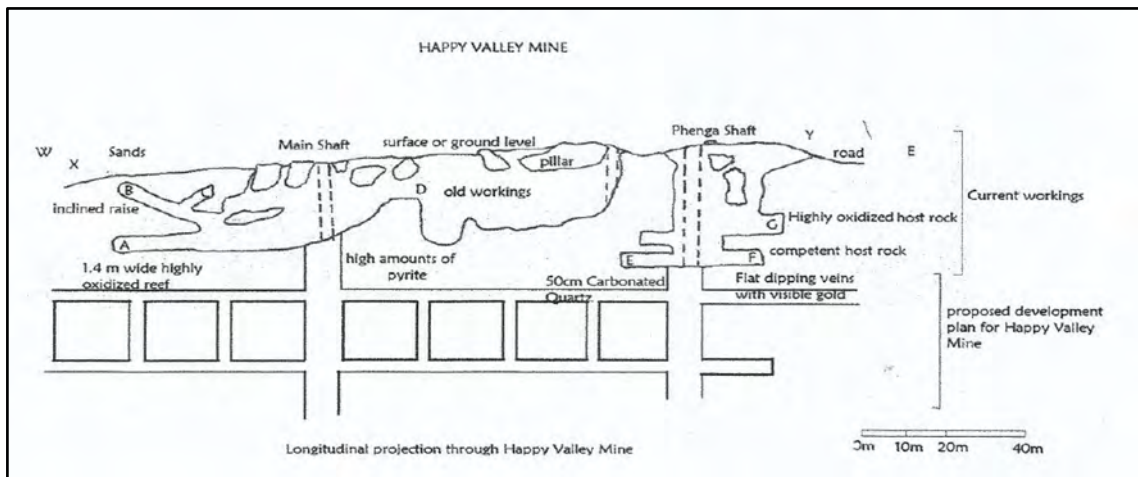 HAPPY VALLEY MINE
Main Shaft
surface or ground level
Phenga Shaft
Y
W
X
Sands
pillar
road
E
B
C
D
old workings
inclined raise
Current workings
A
G
Highly oxidized host rock
high amounts of
pyrite
E
F
competent host rock
1.4 m wide highly
oxidized reef
50cm Carbonated
Quartz
Flat dipping veins
with visible gold
proposed development
plan for Happy Valley
Mine
Longitudinal projection through Happy Valley Mine
0m 10m 20m 40m